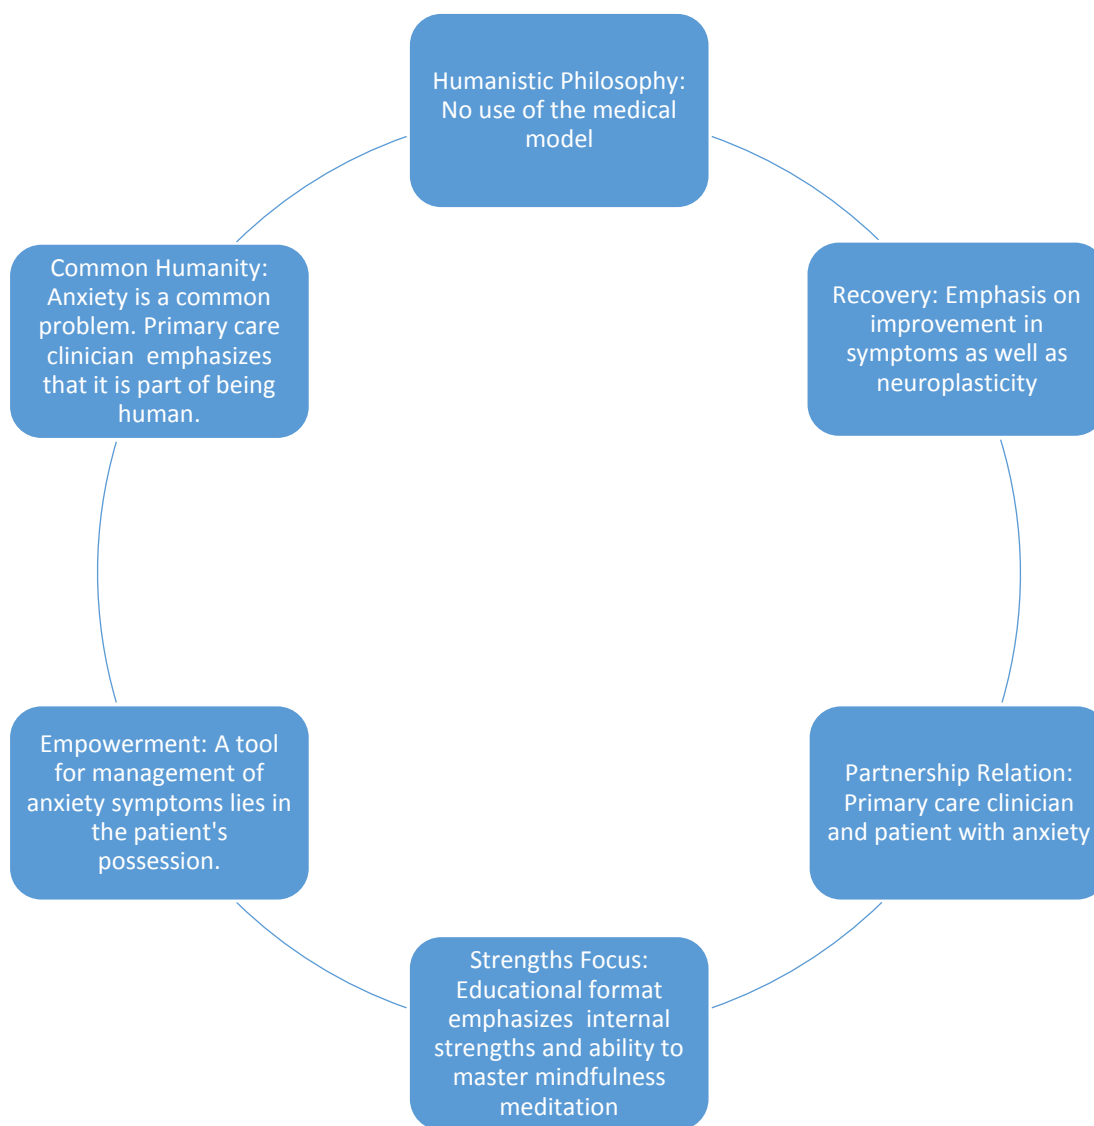 Humanistic Philosophy:
No use of the medical
model
Recovery: Emphasis on
improvement in
symptoms as well as
neuroplasticity
Partnership Relation:
Primary care clinician
and patient with anxiety
Strengths Focus:
Educational format
emphasizes  internal
strengths and ability to
master mindfulness
meditation
Empowerment: A tool
for management of
anxiety symptoms lies in
the patient's
possession.
Common Humanity:
Anxiety is a common
problem. Primary care
clinician  emphasizes
that it is part of being
human.